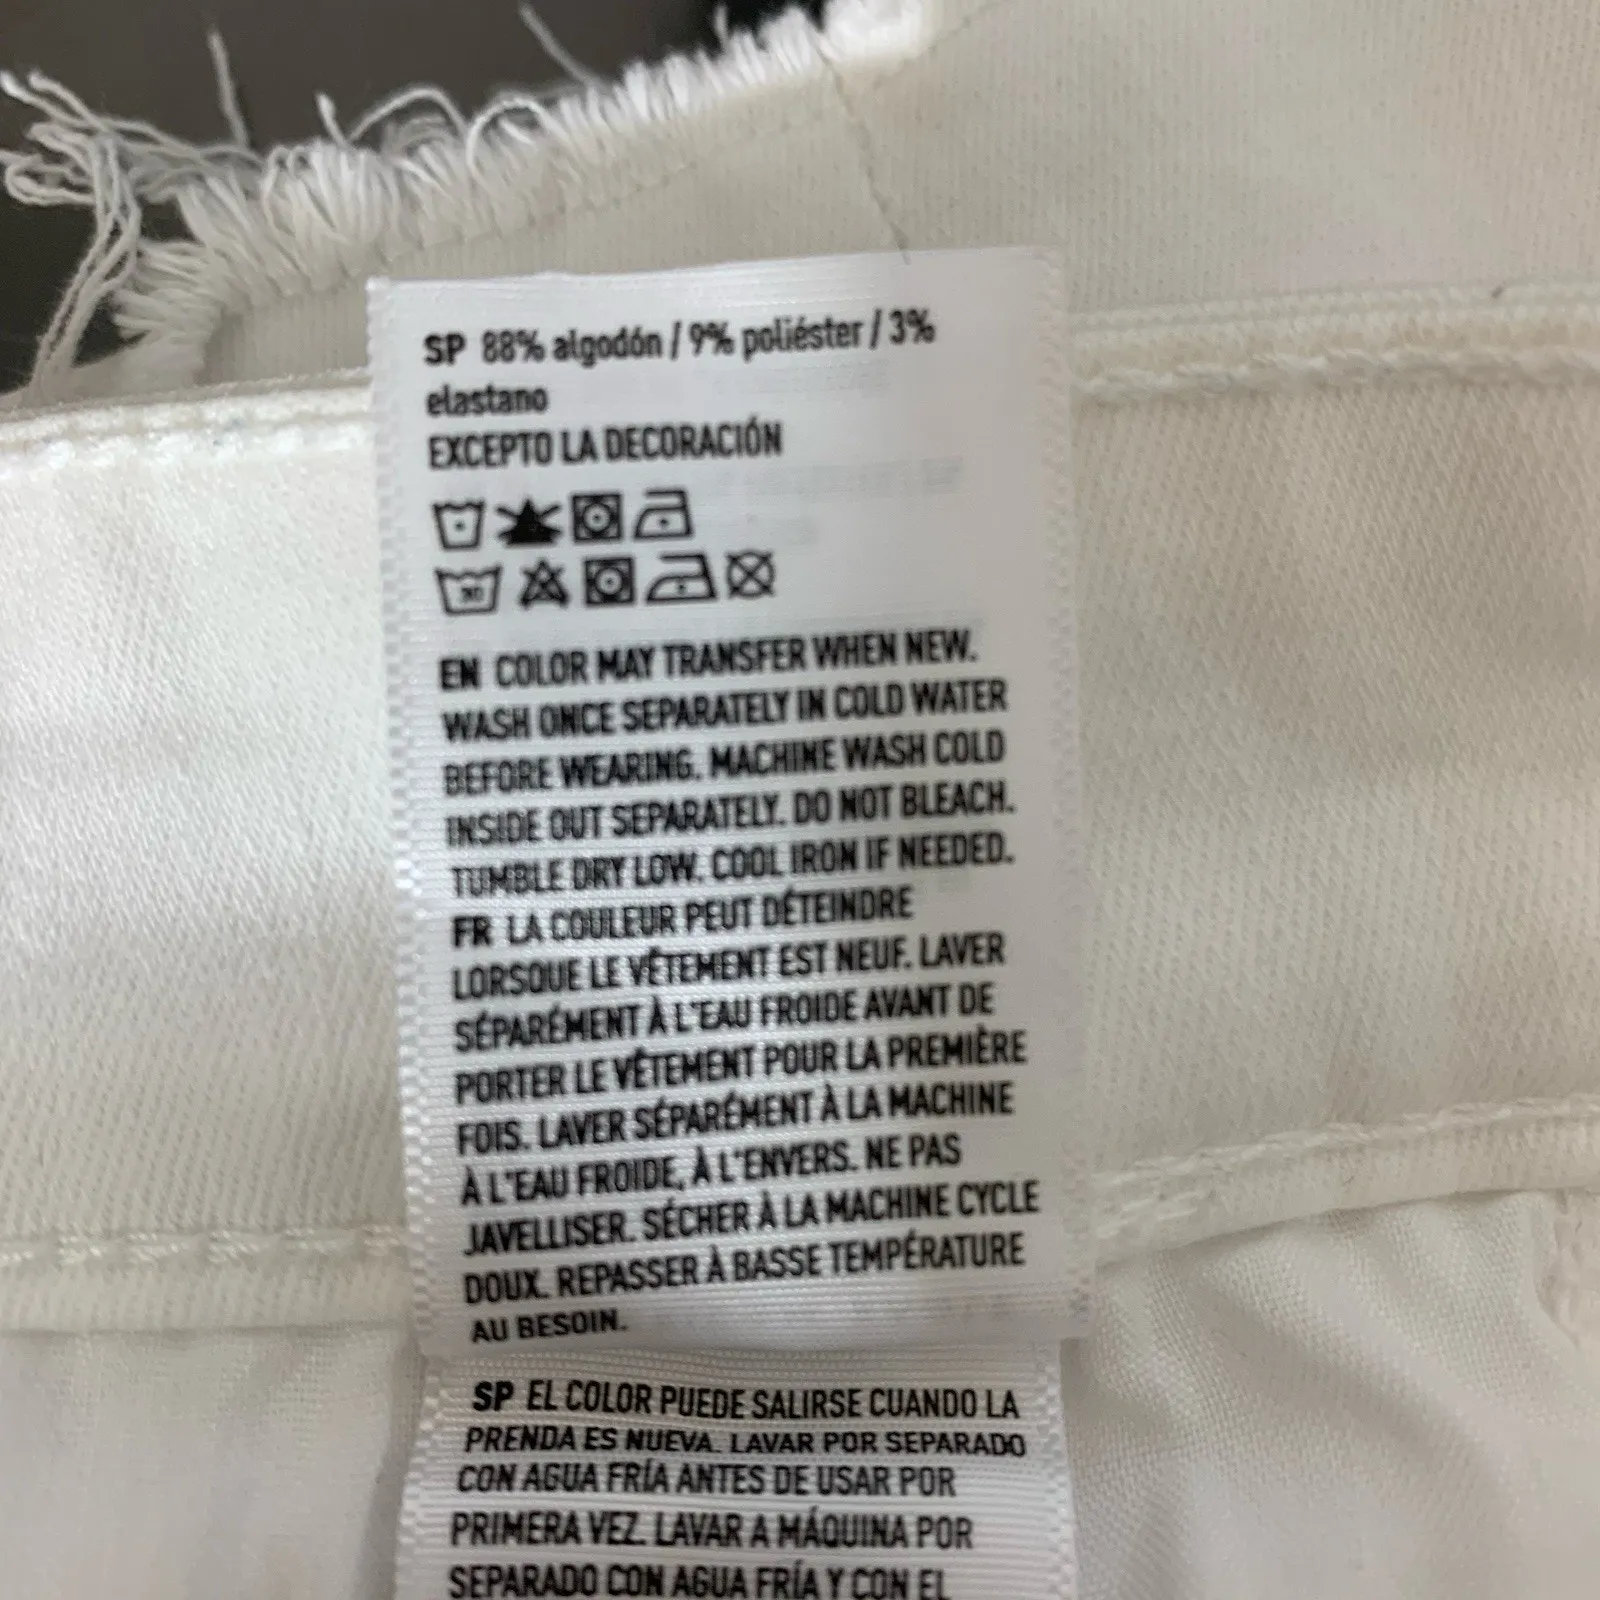 SP 88% algodón / 9% poliéster / 3%
elastano
EXCEPTO LA DECORACIÓN
30
EN COLOR MAY TRANSFER WHEN NEW.
WASH ONCE SEPARATELY IN COLD WATER
BEFORE WEARING. MACHINE WASH COLD
INSIDE OUT SEPARATELY. DO NOT BLEACH.
TUMBLE DRY LOW. COOL IRON IF NEEDED.
FR LA COULEUR PEUT DÉTEINDRE
LORSQUE LE VÊTEMENT EST NEUF. LAVER
SÉPARÉMENT À L'EAU FROIDE AVANT DE
PORTER LE VÊTEMENT POUR LA PREMIÈRE
FOIS. LAVER SÉPARÉMENT À LA MACHINE
À L'EAU FROIDE, À L'ENVERS. NE PAS
JAVELLISER. SÉCHER À LA MACHINE CYCLE
DOUX. REPASSER À BASSE TEMPÉRATURE
AU BESOIN.
SP EL COLOR PUEDE SALIRSE CUANDO LA
PRENDA ES NUEVA. LAVAR POR SEPARADO
CON AGUA FRÍA ANTES DE USAR POR
PRIMERA VEZ. LAVAR A MÁQUINA POR
SEPARADO CON AGUA FRÍA Y CON EL